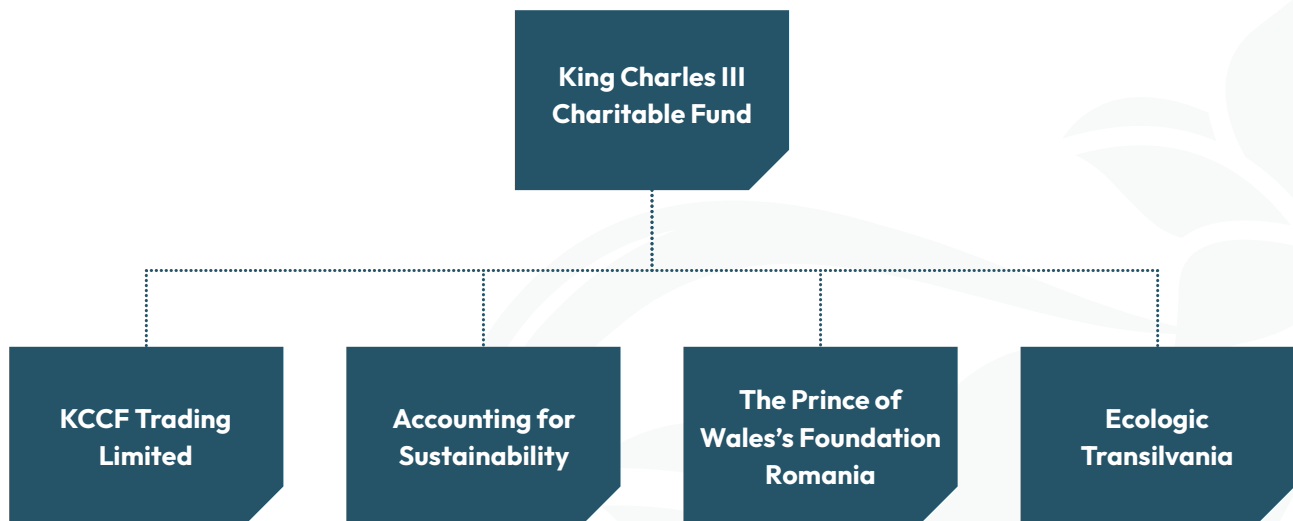 King Charles III
Charitable Fund
KCCF Trading
Limited
Accounting for
Sustainability
The Prince of
Wales’s Foundation
Romania
Ecologic
Transilvania